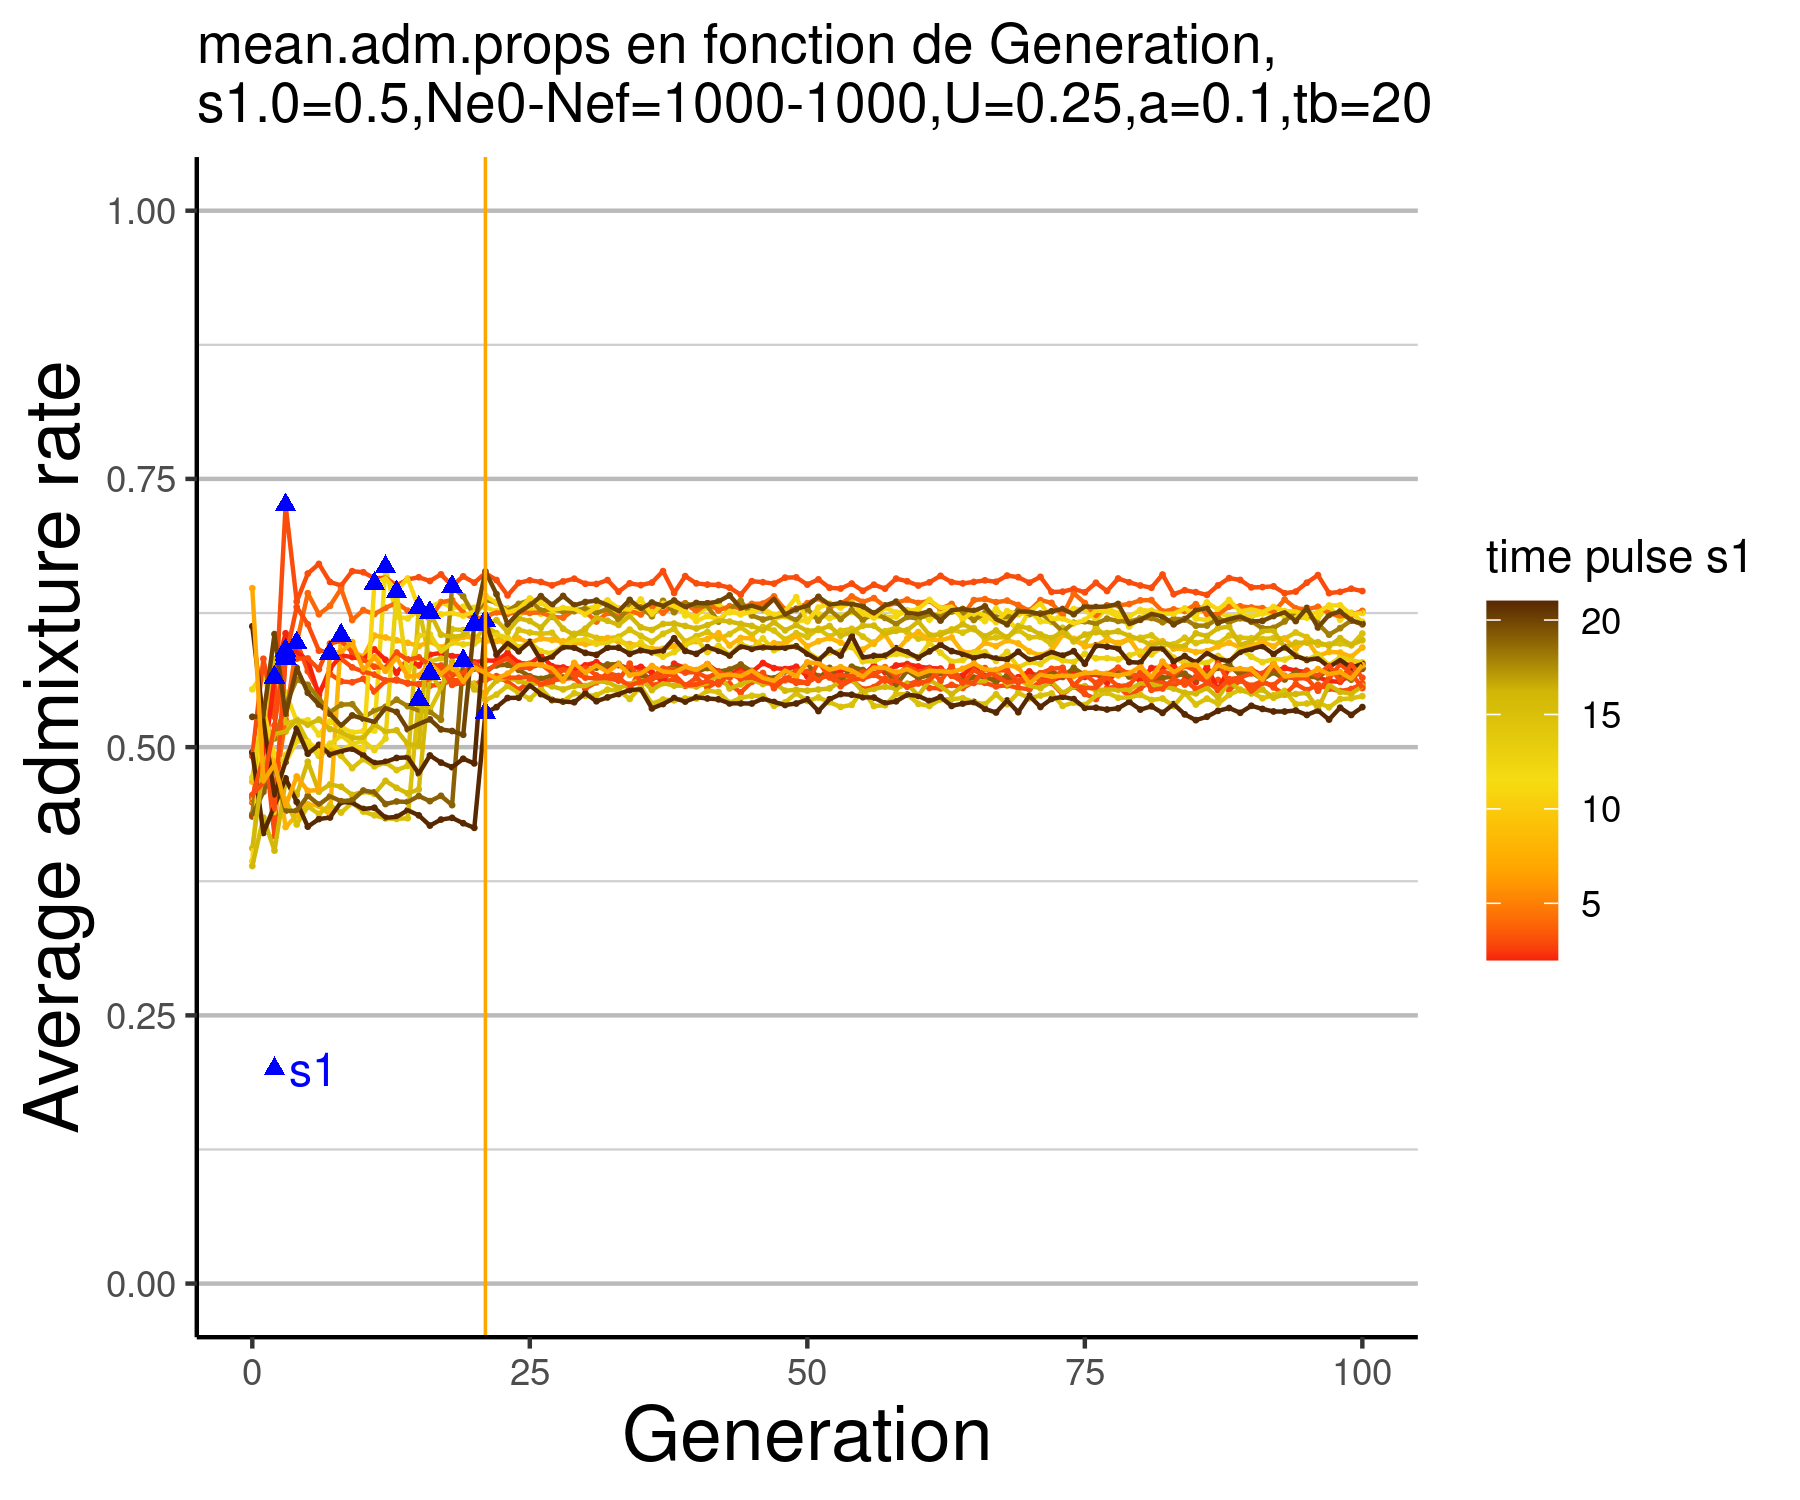 mean.adm.props en fonction de Generation,
s1.0=0.5,Ne0-Nef=1000-1000,U=0.25,a=0.1,tb=20
Average admixture rate
1.00
0.75
0.50
0.25
0.00
s1
0
25
50
75
100
Generation
time pulse s1
20
15
10
5